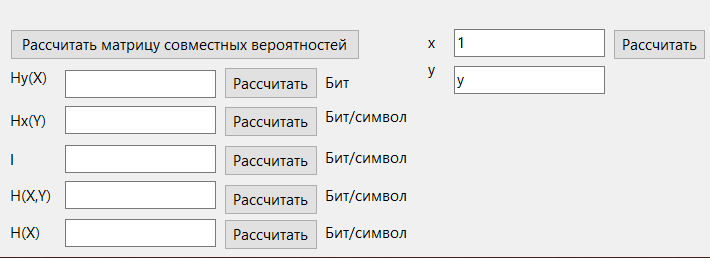 Рассчитать матрицу совместных вероятностей
x 1 Рассчитать
y y
Hy(X) Рассчитать Бит
Hx(Y) Рассчитать Бит/символ
I Рассчитать Бит/символ
H(X,Y) Рассчитать Бит/символ
H(X) Рассчитать Бит/символ